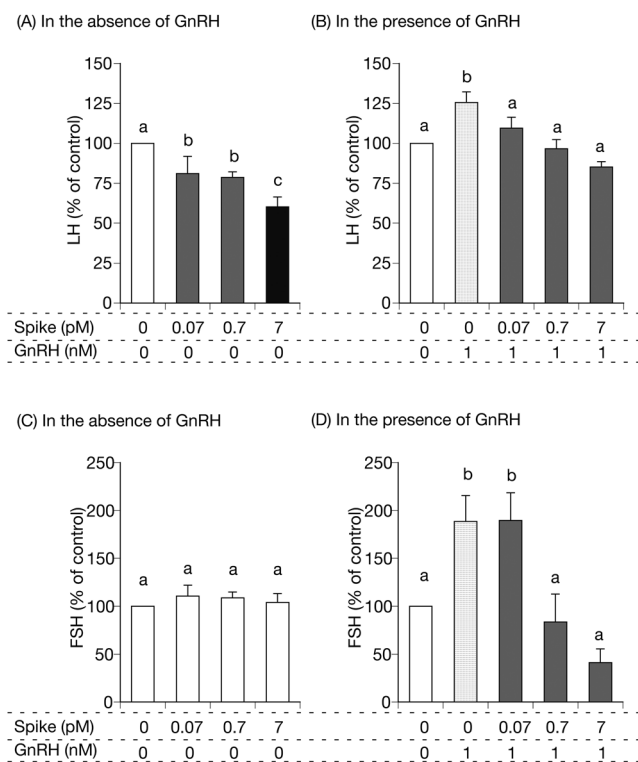 (A) In the absence of GnRH
LH (% of control)
150
125
100
75
50
25
0
a
b
b
c
Spike (pM) 0 0.07 0.7 7
GnRH (nM) 0 0 0 0
(B) In the presence of GnRH
LH (% of control)
150
125
100
75
50
25
0
a
b
a
a
a
0 0 0.07 0.7 7
0 1 1 1 1
(C) In the absence of GnRH
FSH (% of control)
250
200
150
100
50
0
a
a
a
a
Spike (pM) 0 0.07 0.7 7
GnRH (nM) 0 0 0 0
(D) In the presence of GnRH
FSH (% of control)
250
200
150
100
50
0
a
b
b
a
a
0 0 0.07 0.7 7
0 1 1 1 1